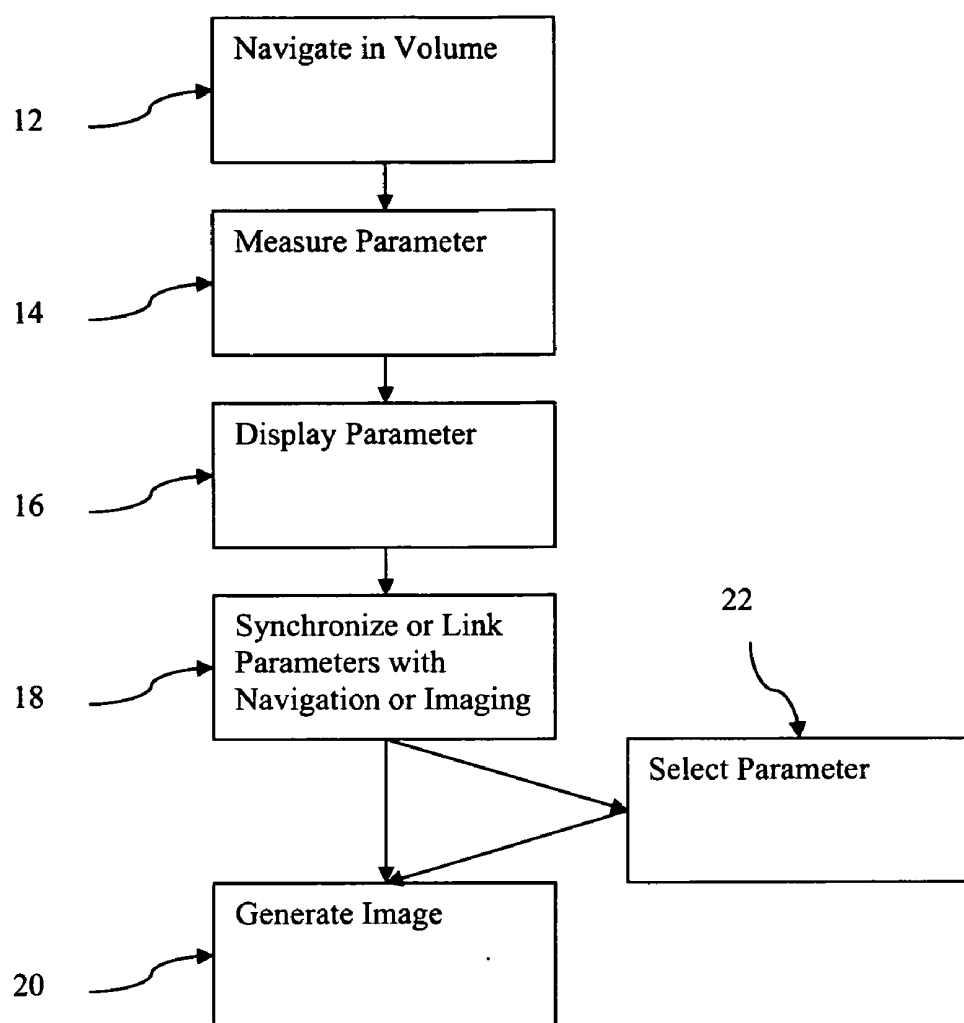 Navigate in Volume
12
Measure Parameter
14
Display Parameter
16
Synchronize or Link
Parameters with
Navigation or Imaging
18
22
Select Parameter
Generate Image
20